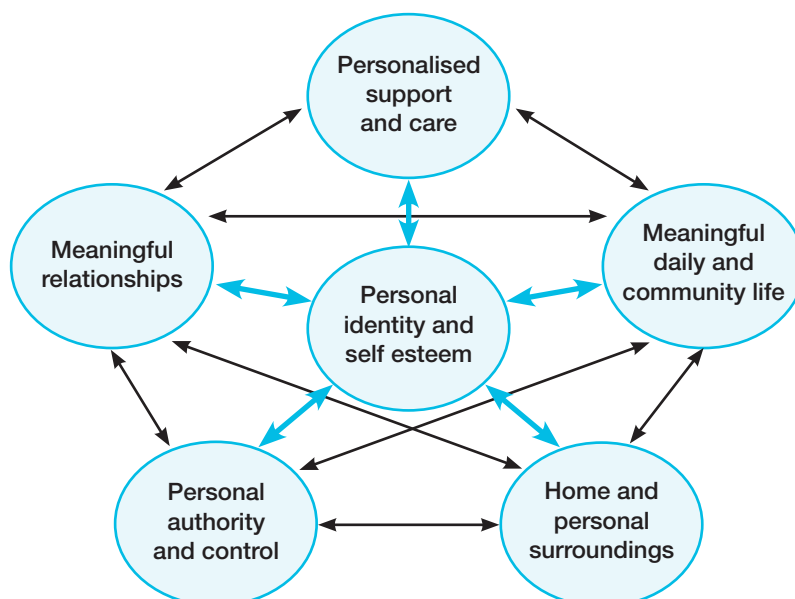 Personalised
support
and care
Meaningful
relationships
Meaningful
daily and
community life
Personal
identity and
self esteem
Personal
authority
and control
Home and
personal
surroundings